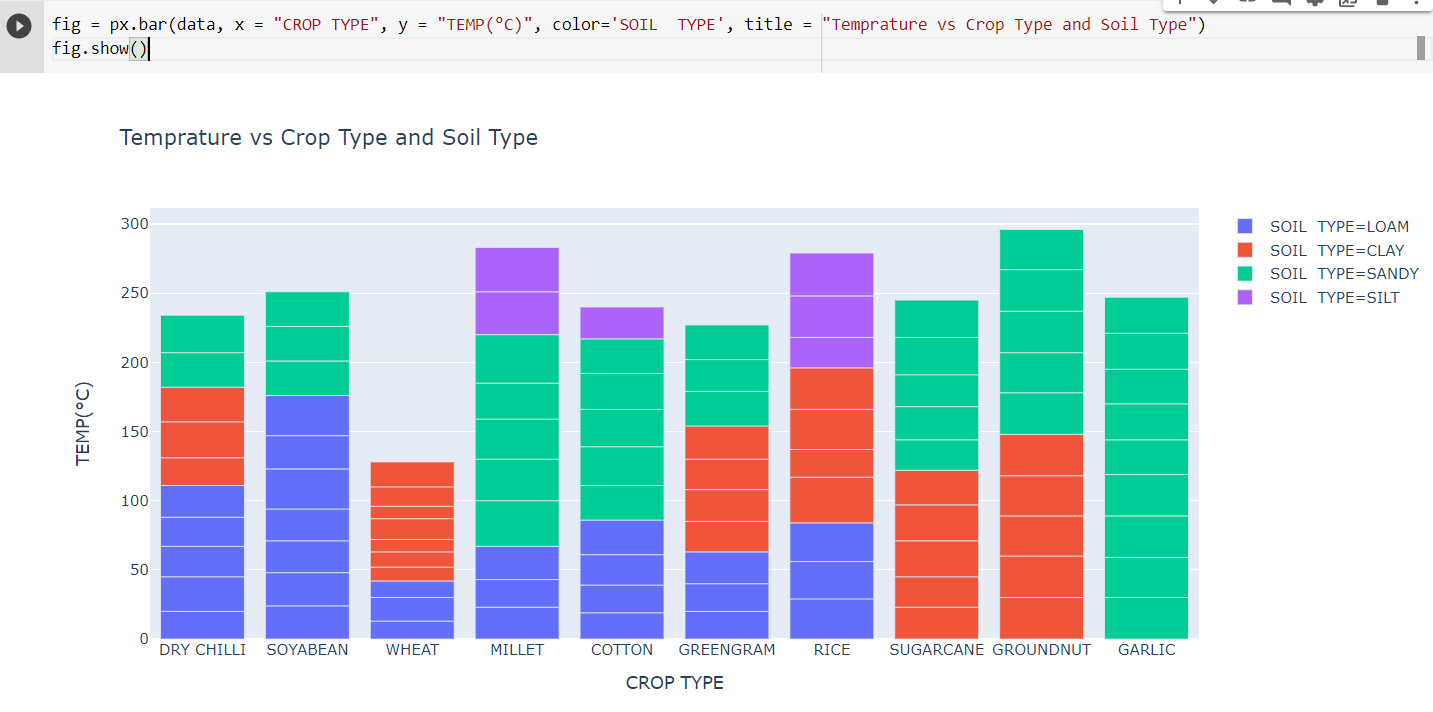 fig = px.bar(data, x = "CROP TYPE", y = "TEMP(°C)", color='SOIL  TYPE', title = "Temprature vs Crop Type and Soil Type")
fig.show()
Temprature vs Crop Type and Soil Type
300
250
200
150
100
50
0
TEMP(°C)
DRY CHILLI SOYABEAN WHEAT MILLET COTTON GREENGRAM RICE SUGARCANE GROUNDNUT GARLIC
CROP TYPE
SOIL  TYPE=LOAM
SOIL  TYPE=CLAY
SOIL  TYPE=SANDY
SOIL  TYPE=SILT